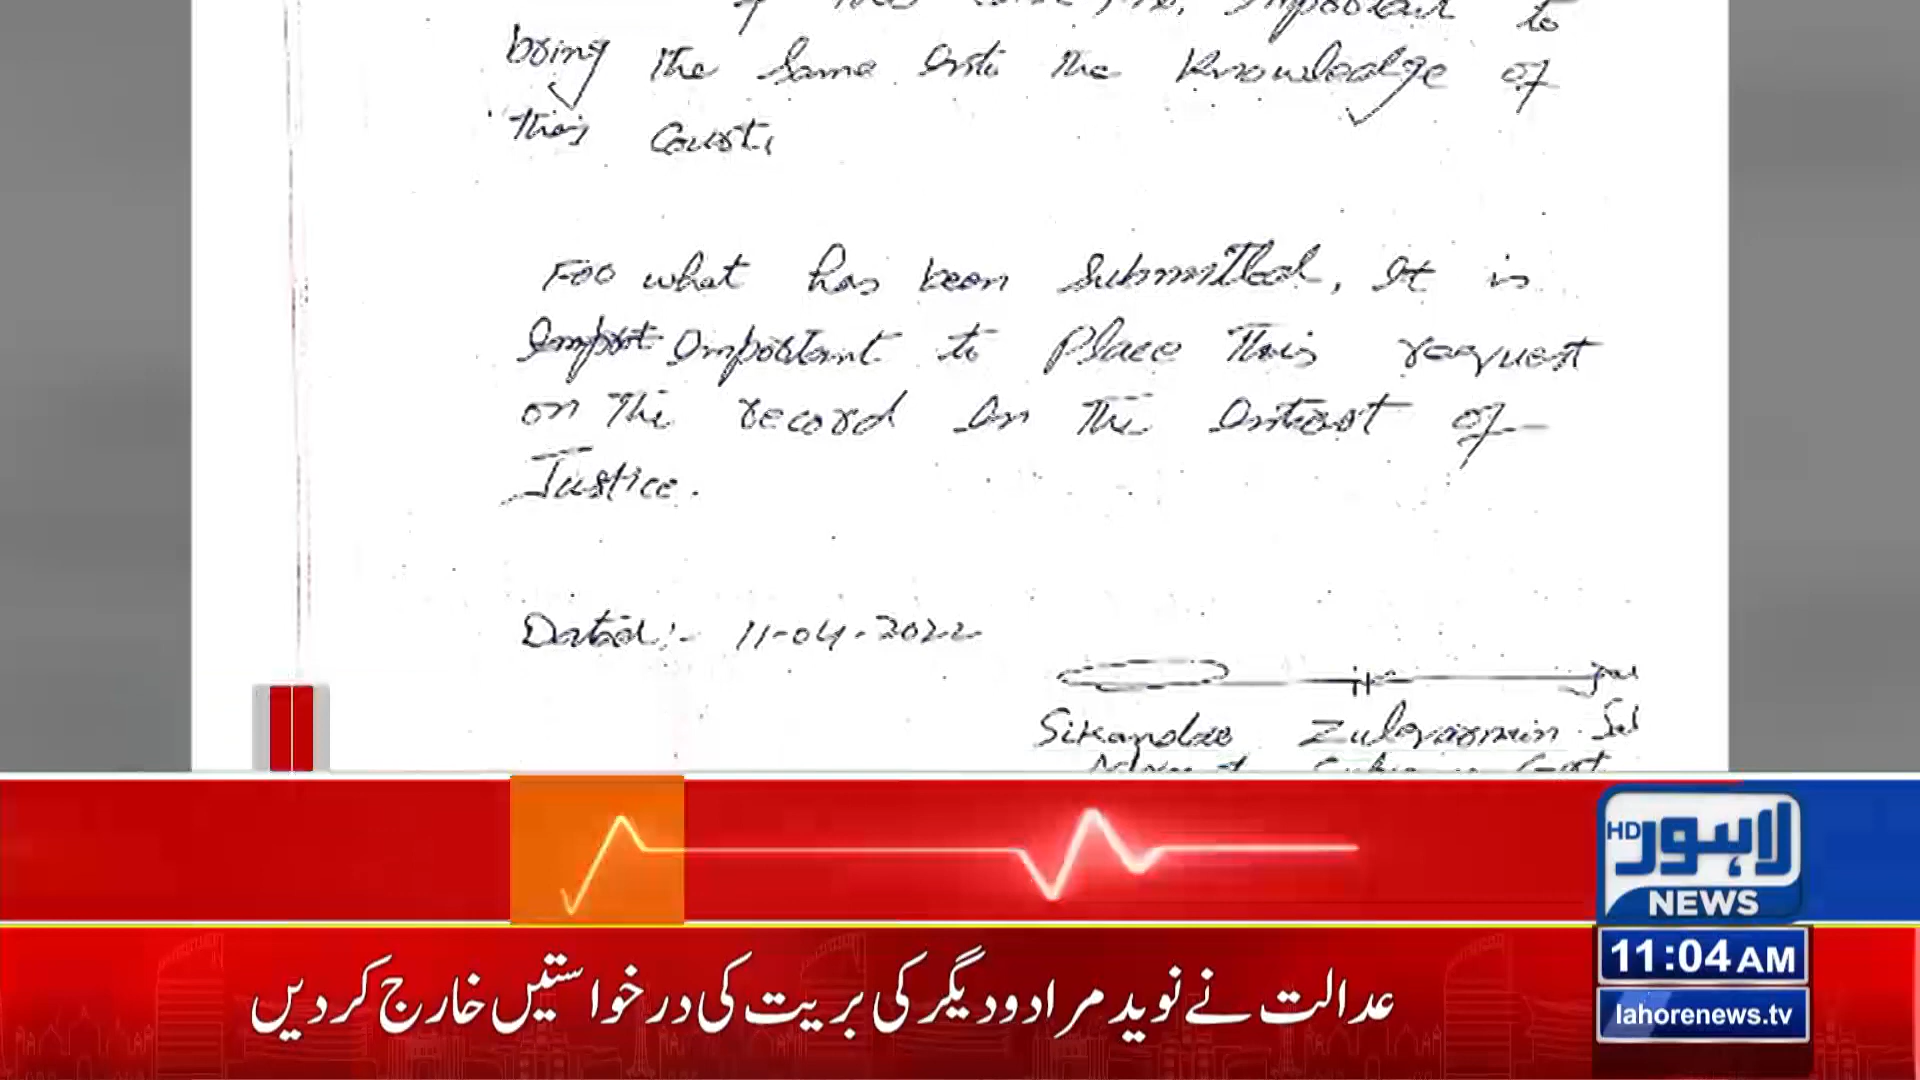 Important to
bring the same into the knowledge of
this Court,
For what has been submitted, It is
Import Important to Place This request
on The record In The Interest of
Justice.
Dated:- 11-04-2022
Sikandar Zulqarnain
لاہور
HD
NEWS
11:04 AM
lahorenews.tv
عدالت نے نوید مراد و دیگر کی بریت کی درخواستیں خارج کر دیں